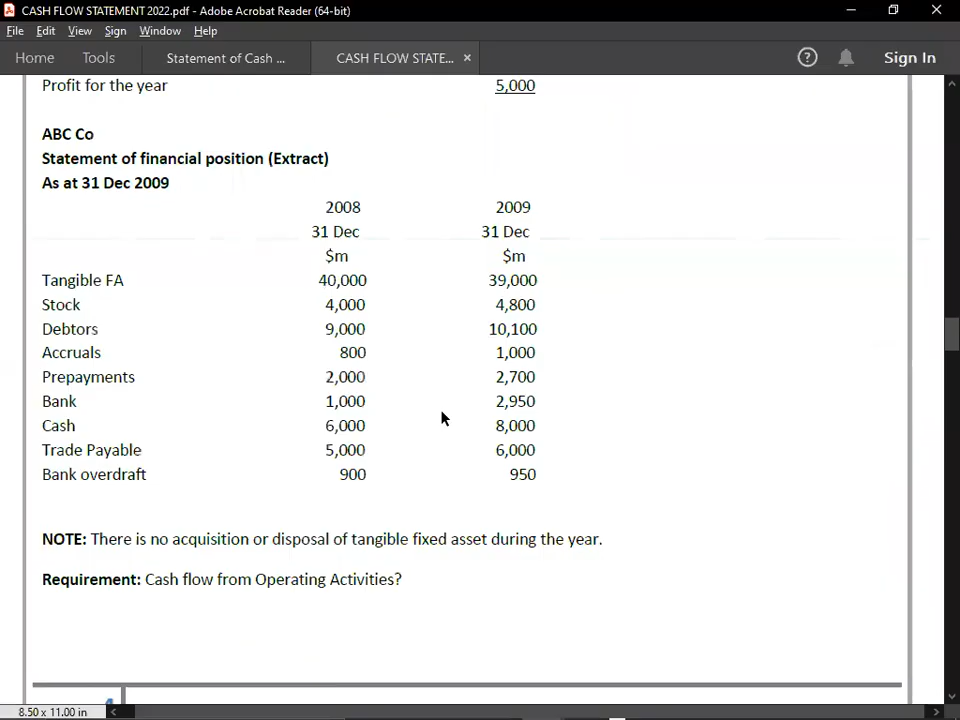 CASH FLOW STATEMENT 2022.pdf - Adobe Acrobat Reader (64-bit)
File Edit View Sign Window Help
Home Tools Statement of Cash ... CASH FLOW STATE... × ? Sign In
Profit for the year 5,000
ABC Co
Statement of financial position (Extract)
As at 31 Dec 2009
2008 2009
31 Dec 31 Dec
$m $m
Tangible FA 40,000 39,000
Stock 4,000 4,800
Debtors 9,000 10,100
Accruals 800 1,000
Prepayments 2,000 2,700
Bank 1,000 2,950
Cash 6,000 8,000
Trade Payable 5,000 6,000
Bank overdraft 900 950
NOTE: There is no acquisition or disposal of tangible fixed asset during the year.
Requirement: Cash flow from Operating Activities?
8.50 x 11.00 in